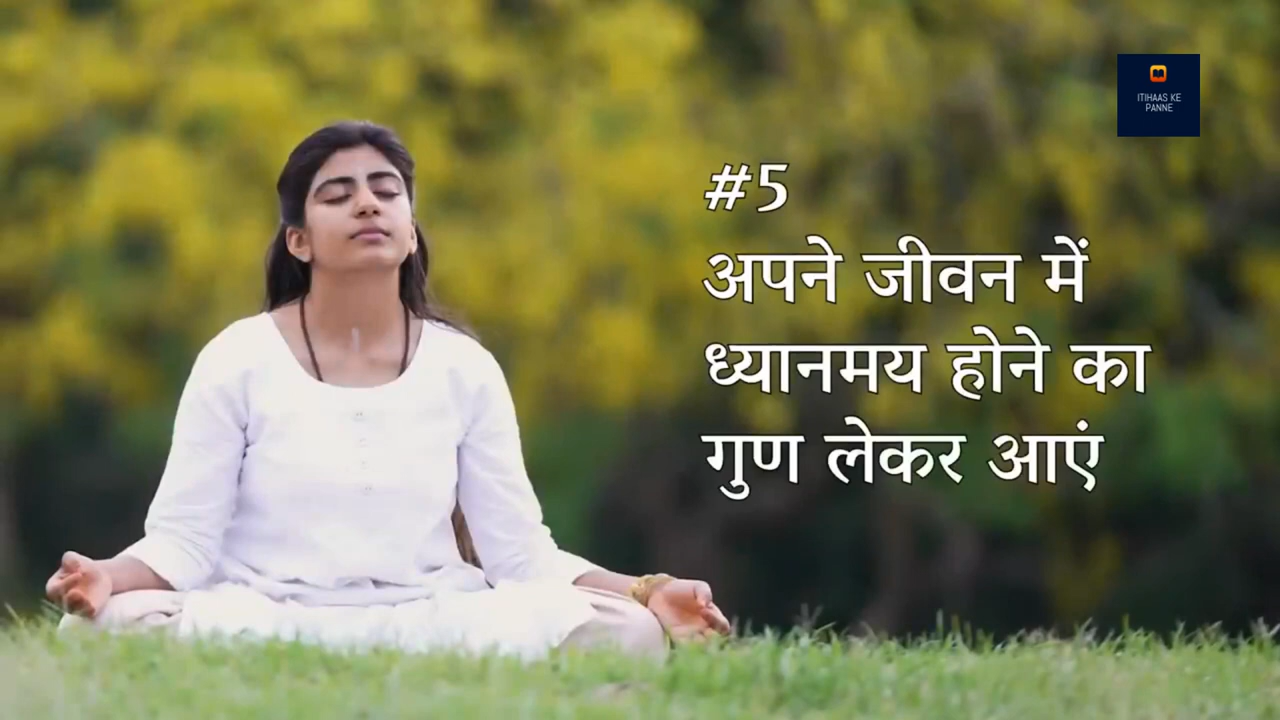 ITIHAAS KE
PANNE
#5
अपने जीवन में
ध्यानमय होने का
गुण लेकर आएं